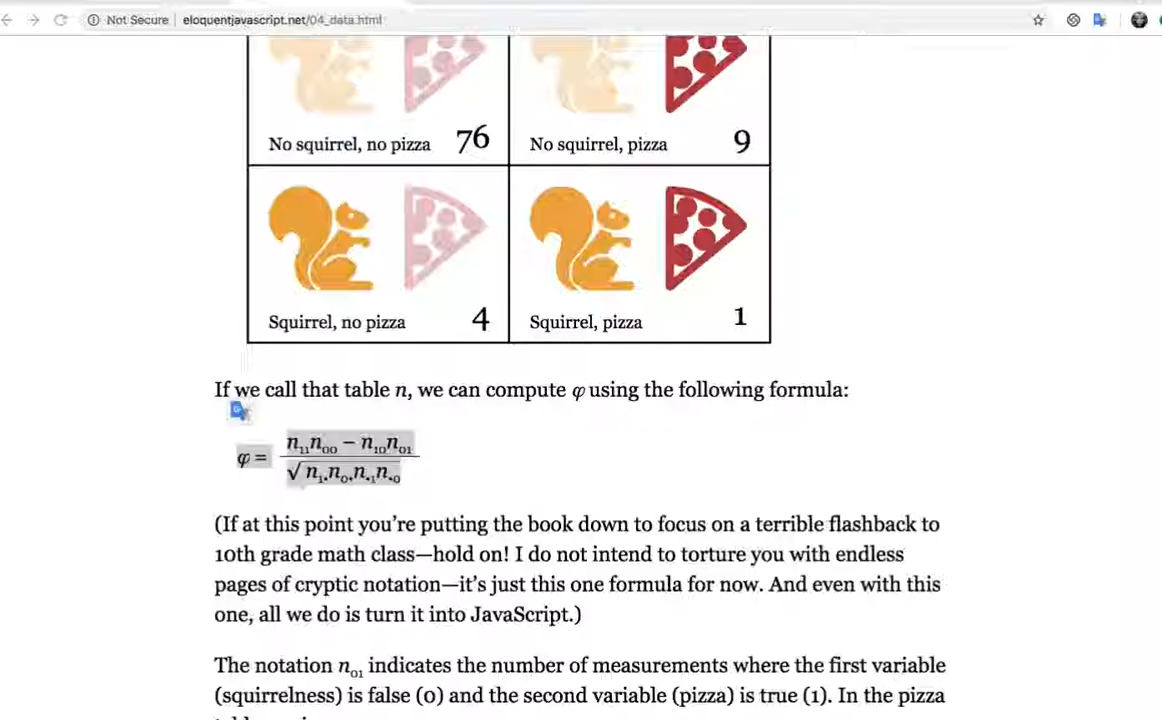 Not Secure eloquentjavascript.net/04_data.html
No squirrel, no pizza 76 No squirrel, pizza 9
Squirrel, no pizza 4 Squirrel, pizza 1
If we call that table n, we can compute φ using the following formula:
φ = n₁₁n₀₀ − n₁₀n₀₁
√ n₁•n₀•n•₁n•₀
(If at this point you’re putting the book down to focus on a terrible flashback to
10th grade math class—hold on! I do not intend to torture you with endless
pages of cryptic notation—it’s just this one formula for now. And even with this
one, all we do is turn it into JavaScript.)
The notation n₀₁ indicates the number of measurements where the first variable
(squirrelness) is false (0) and the second variable (pizza) is true (1). In the pizza